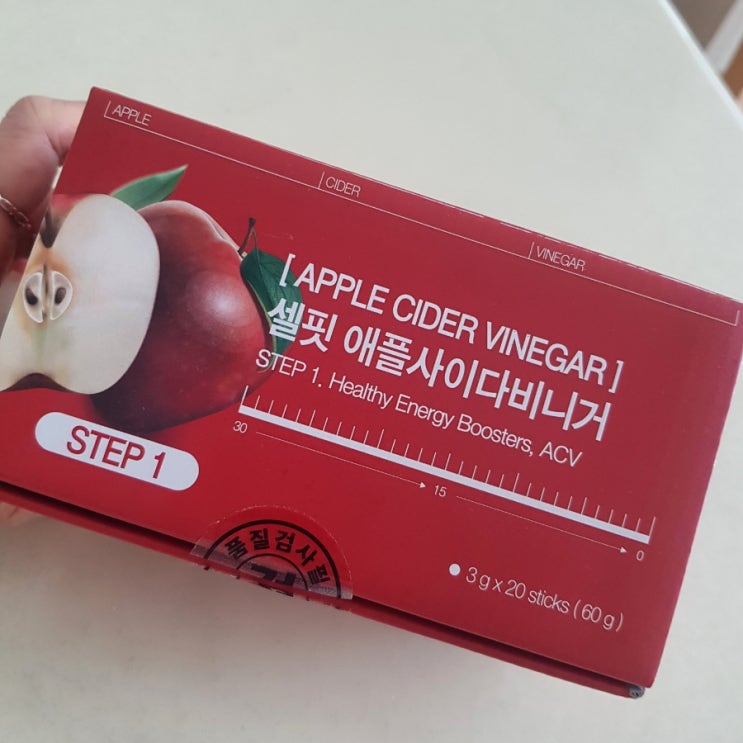 APPLE
CIDER
VINEGAR
[ APPLE CIDER VINEGAR ]
셀핏 애플사이다비니거
STEP 1. Healthy Energy Boosters, ACV
30
15
0
STEP 1
품질검사필
3 g x 20 sticks ( 60 g )